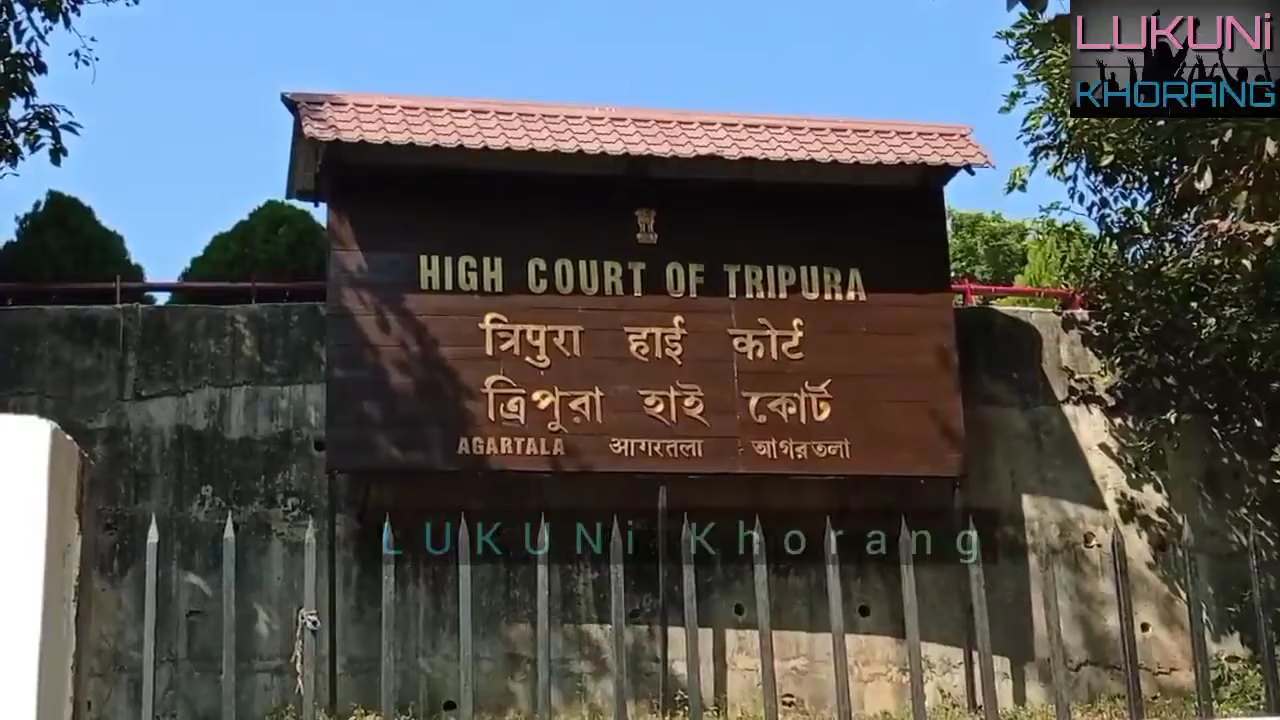 LUKUNi
KHORANG
HIGH COURT OF TRIPURA
त्रिपुरा हाई कोर्ट
ত্রিপুরা হাই কোর্ট
AGARTALA आगरतला আগরতলা
LUKUNi Khorang